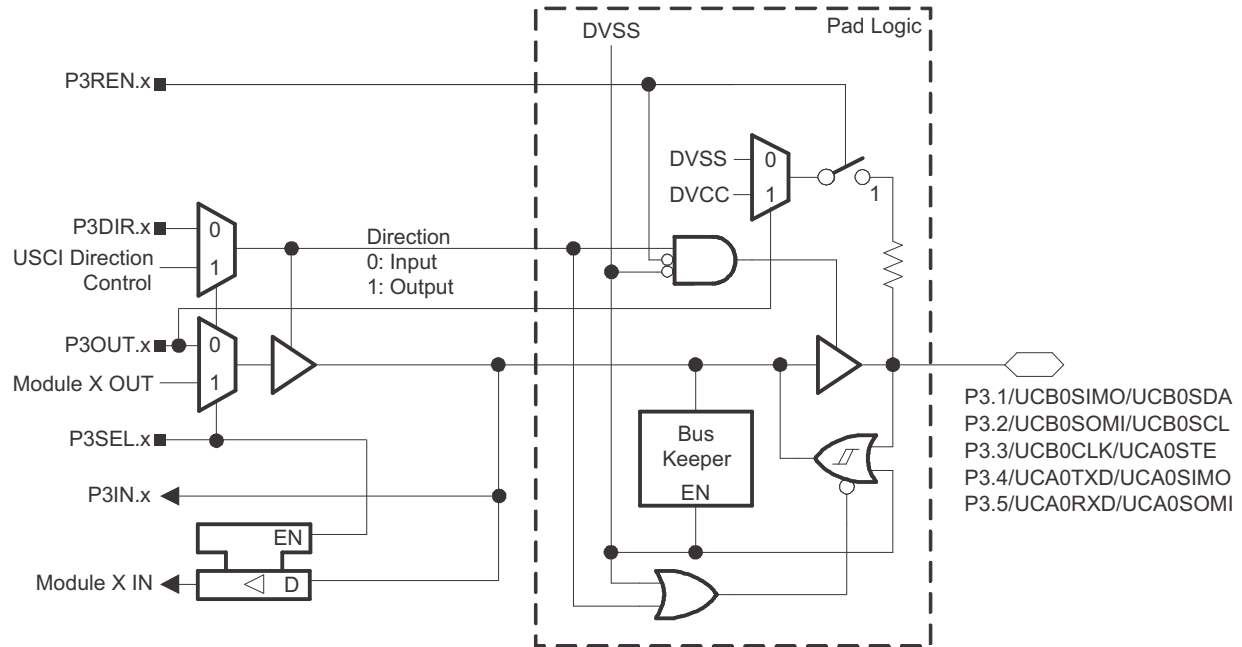 DVSS
Pad Logic
P3REN.x
DVSS
0
DVCC
1
1
P3DIR.x
0
USCI Direction
Control
1
Direction
0: Input
1: Output
P3OUT.x
0
Module X OUT
1
P3SEL.x
P3IN.x
EN
Module X IN
D
Bus
Keeper
EN
P3.1/UCB0SIMO/UCB0SDA
P3.2/UCB0SOMI/UCB0SCL
P3.3/UCB0CLK/UCA0STE
P3.4/UCA0TXD/UCA0SIMO
P3.5/UCA0RXD/UCA0SOMI